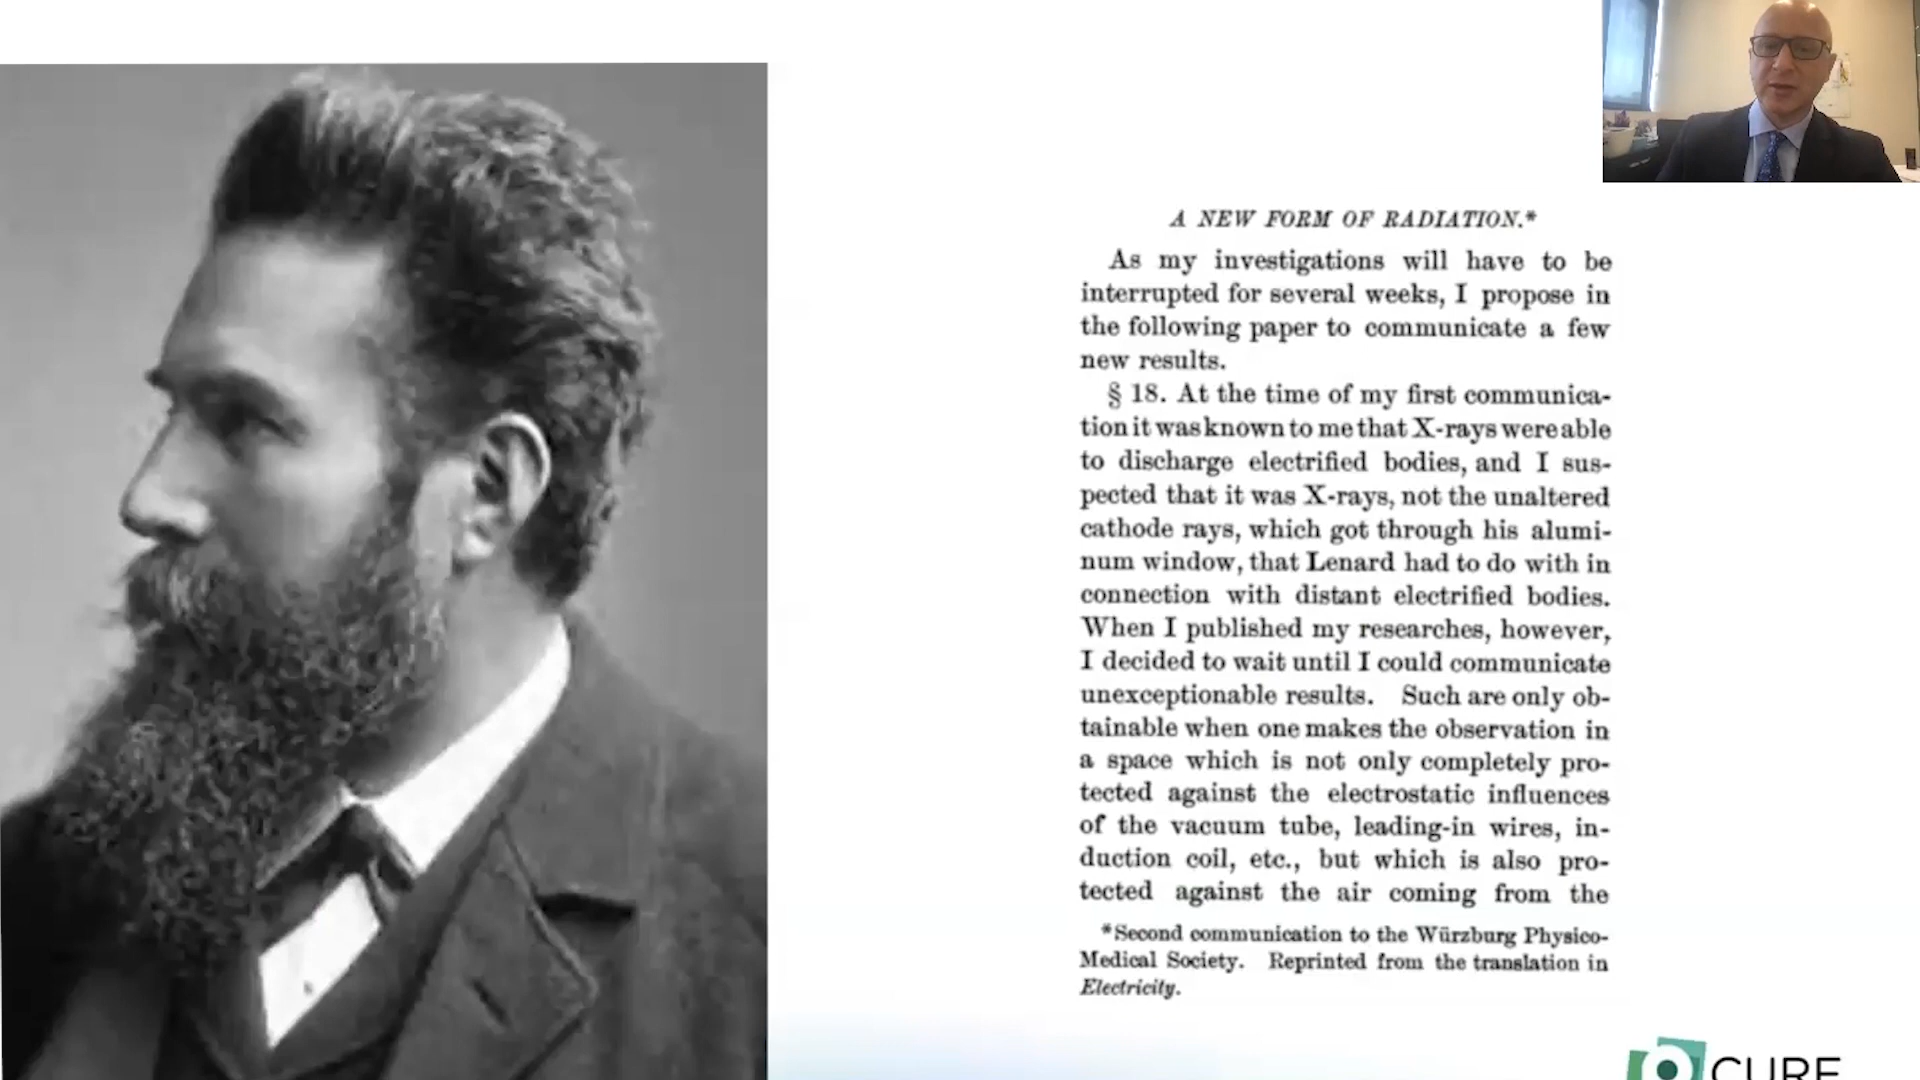 A NEW FORM OF RADIATION.*
As my investigations will have to be
interrupted for several weeks, I propose in
the following paper to communicate a few
new results.
§ 18. At the time of my first communica-
tion it was known to me that X-rays were able
to discharge electrified bodies, and I sus-
pected that it was X-rays, not the unaltered
cathode rays, which got through his alumi-
num window, that Lenard had to do with in
connection with distant electrified bodies.
When I published my researches, however,
I decided to wait until I could communicate
unexceptionable results. Such are only ob-
tainable when one makes the observation in
a space which is not only completely pro-
tected against the electrostatic influences
of the vacuum tube, leading-in wires, in-
duction coil, etc., but which is also pro-
tected against the air coming from the
*Second communication to the Würzburg Physico-
Medical Society. Reprinted from the translation in
Electricity.
CURE